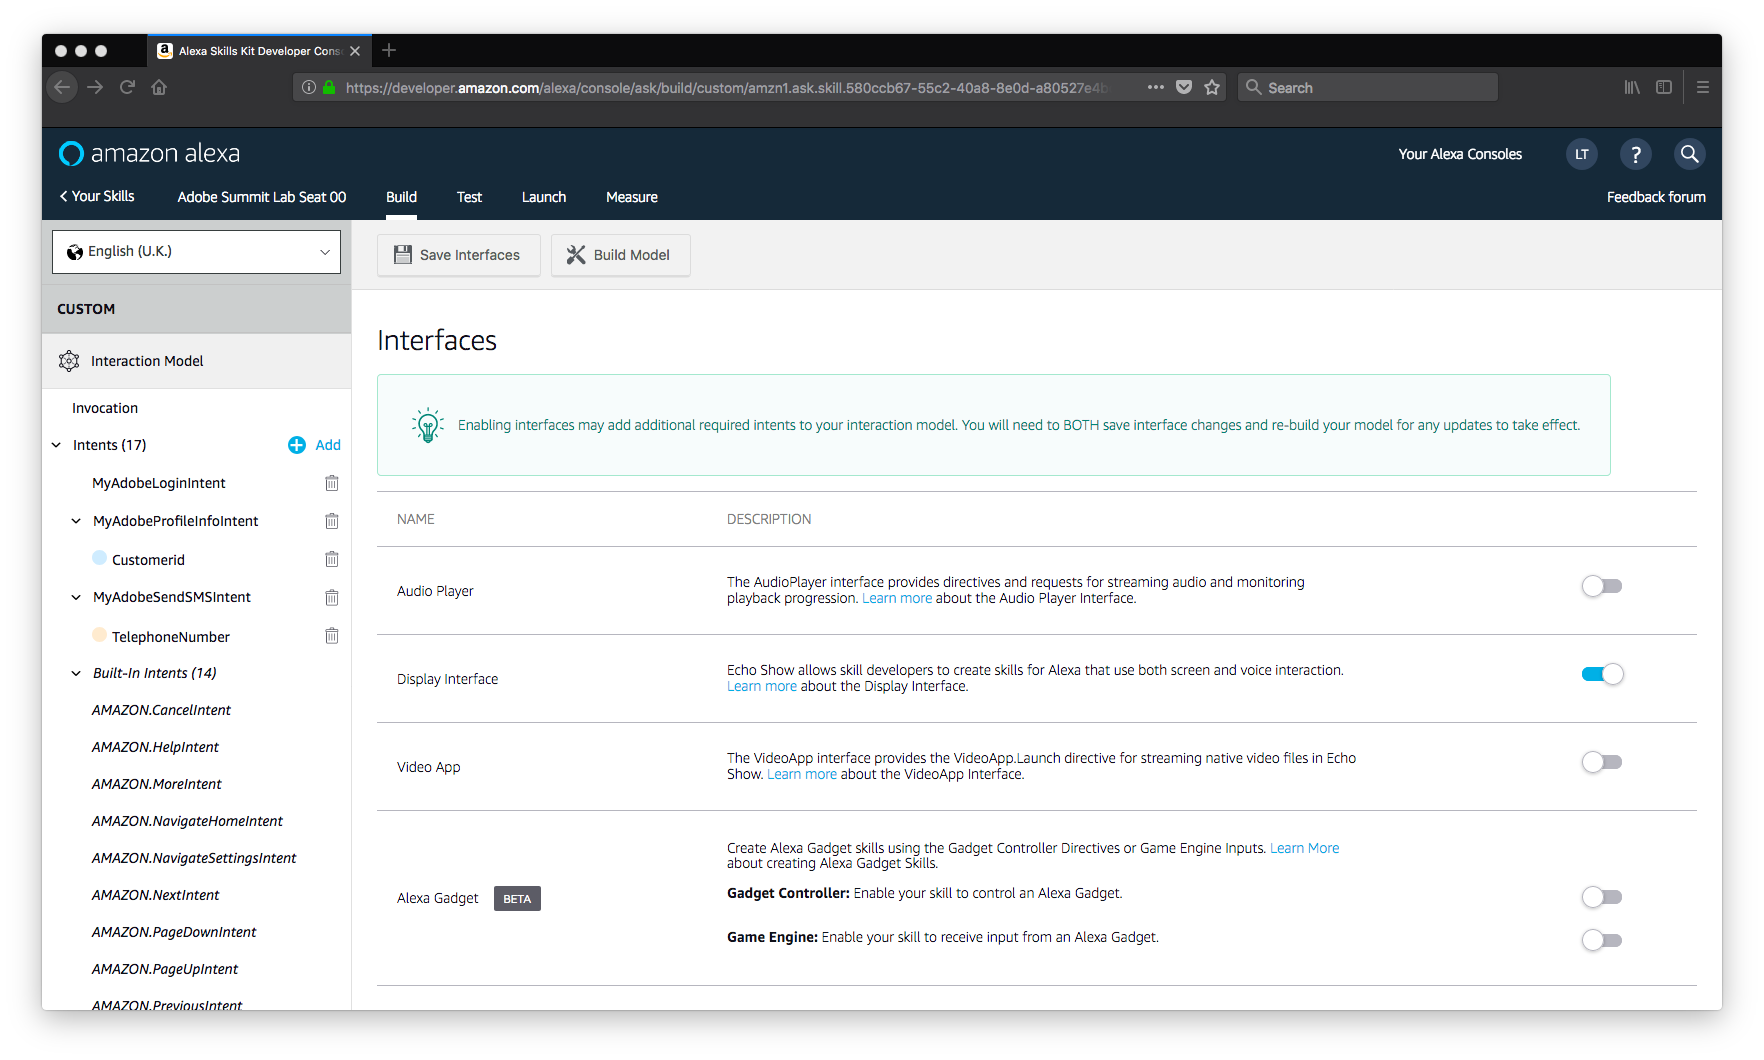 Alexa Skills Kit Developer Cons
https://developer.amazon.com/alexa/console/ask/build/custom/amzn1.ask.skill.580ccb67-55c2-40a8-8e0d-a80527e4b
Search
amazon alexa
Your Alexa Consoles
LT
?
Your Skills
Adobe Summit Lab Seat 00
Build
Test
Launch
Measure
Feedback forum
English (U.K.)
Save Interfaces
Build Model
CUSTOM
Interaction Model
Invocation
Intents (17)
Add
MyAdobeLoginIntent
MyAdobeProfileInfoIntent
Customerid
MyAdobeSendSMSIntent
TelephoneNumber
Built-In Intents (14)
AMAZON.CancelIntent
AMAZON.HelpIntent
AMAZON.MoreIntent
AMAZON.NavigateHomeIntent
AMAZON.NavigateSettingsIntent
AMAZON.NextIntent
AMAZON.PageDownIntent
AMAZON.PageUpIntent
AMAZON.PreviousIntent
Interfaces
Enabling interfaces may add additional required intents to your interaction model. You will need to BOTH save interface changes and re-build your model for any updates to take effect.
NAME
DESCRIPTION
Audio Player
The AudioPlayer interface provides directives and requests for streaming audio and monitoring
playback progression. Learn more about the Audio Player Interface.
Display Interface
Echo Show allows skill developers to create skills for Alexa that use both screen and voice interaction.
Learn more about the Display Interface.
Video App
The VideoApp interface provides the VideoApp.Launch directive for streaming native video files in Echo
Show. Learn more about the VideoApp Interface.
Alexa Gadget
BETA
Create Alexa Gadget skills using the Gadget Controller Directives or Game Engine Inputs. Learn More
about creating Alexa Gadget Skills.
Gadget Controller: Enable your skill to control an Alexa Gadget.
Game Engine: Enable your skill to receive input from an Alexa Gadget.